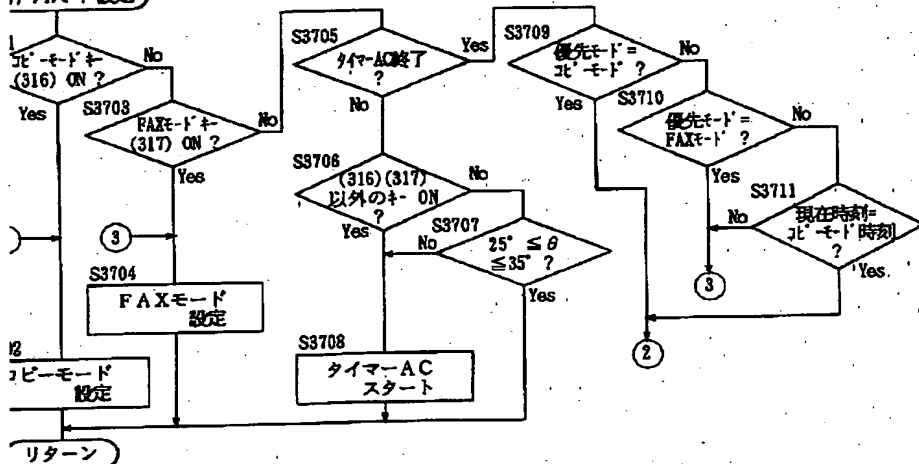 コピーモードキー
(316) ON ?
No
Yes
S3703
FAXモードキー
(317) ON ?
No
Yes
3
S3704
FAXモード
設定
コピーモード
設定
リターン
S3705
タイマーAC終了
?
Yes
No
S3706
(316)(317)
以外のキー ON
?
No
Yes
S3707
25°≦θ
≦35°?
No
Yes
S3708
タイマーAC
スタート
S3709
優先モード=
コピーモード
?
Yes
S3710
優先モード=
FAXモード?
No
Yes
S3711
現在時刻=
コピーモード時刻
?
No
Yes
3
2